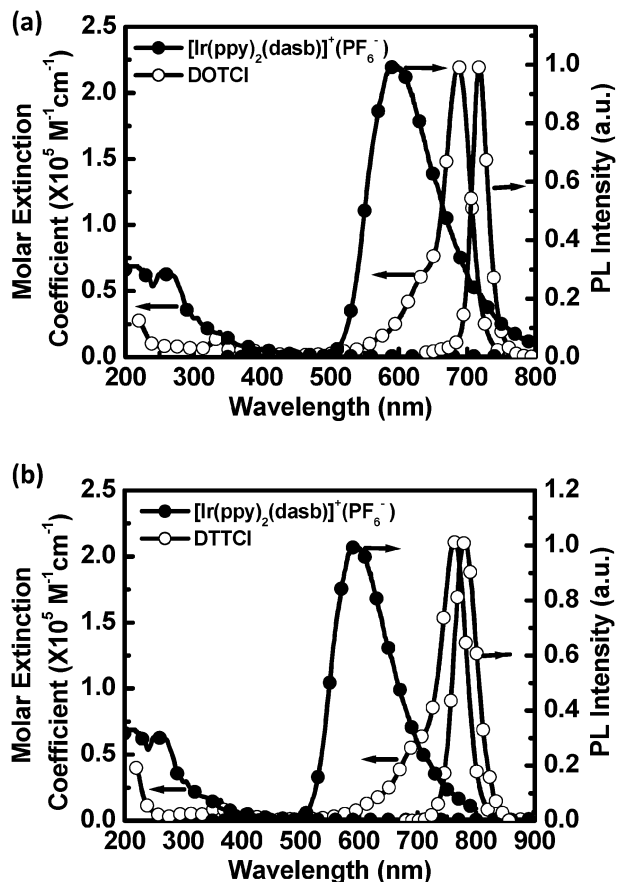 (a)
2.5
2.0
1.5
1.0
0.5
0.0
Molar Extinction
Coefficient (X10⁵ M⁻¹cm⁻¹)
[Ir(ppy)₂(dasb)]⁺(PF₆⁻)
DOTCI
1.0
0.8
0.6
0.4
0.2
0.0
PL Intensity (a.u.)
200 300 400 500 600 700 800
Wavelength (nm)
(b)
2.5
2.0
1.5
1.0
0.5
0.0
Molar Extinction
Coefficient (X10⁵ M⁻¹cm⁻¹)
[Ir(ppy)₂(dasb)]⁺(PF₆⁻)
DTTCI
1.2
1.0
0.8
0.6
0.4
0.2
0.0
PL Intensity (a.u.)
200 300 400 500 600 700 800 900
Wavelength (nm)